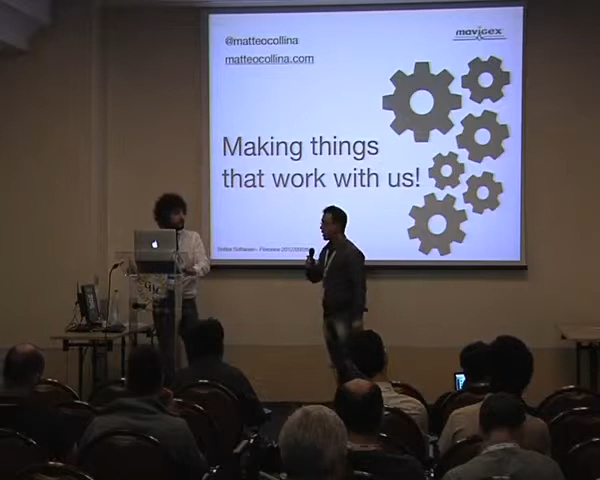 @matteocollina
mavigex
matteocollina.com
Making things
that work with us!